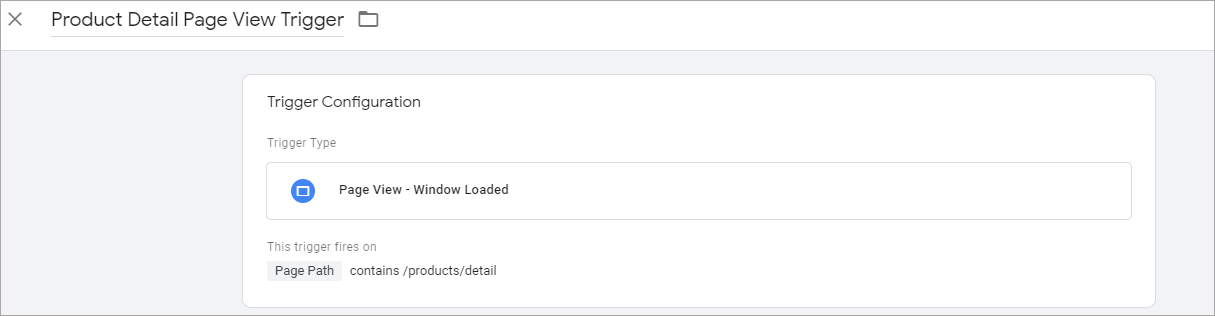 Product Detail Page View Trigger
Trigger Configuration
Trigger Type
Page View - Window Loaded
This trigger fires on
Page Path contains /products/detail